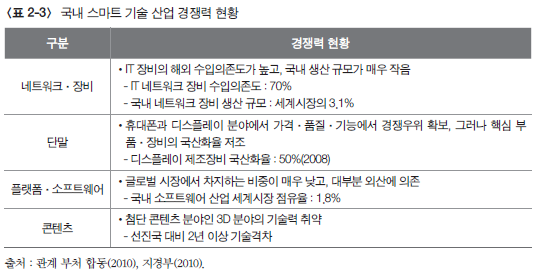 〈표 2-3〉 국내 스마트 기술 산업 경쟁력 현황
구분 경쟁력 현황
• IT 장비의 해외 수입의존도가 높고, 국내 생산 규모가 매우 작음
네트워크·장비 - IT 네트워크 장비 수입의존도 : 70%
- 국내 네트워크 장비 생산 규모 : 세계시장의 3.1%
• 휴대폰과 디스플레이 분야에서 가격·품질·기능에서 경쟁우위 확보, 그러나 핵심 부
단말 품·장비의 국산화율 저조
- 디스플레이 제조장비 국산화율 : 50%(2008)
플랫폼·소프트웨어 • 글로벌 시장에서 차지하는 비중이 매우 낮고, 대부분 외산에 의존
- 국내 소프트웨어 산업 세계시장 점유율 : 1.8%
콘텐츠 • 첨단 콘텐츠 분야인 3D 분야의 기술력 취약
- 선진국 대비 2년 이상 기술격차
출처 : 관계 부처 합동(2010), 지경부(2010).